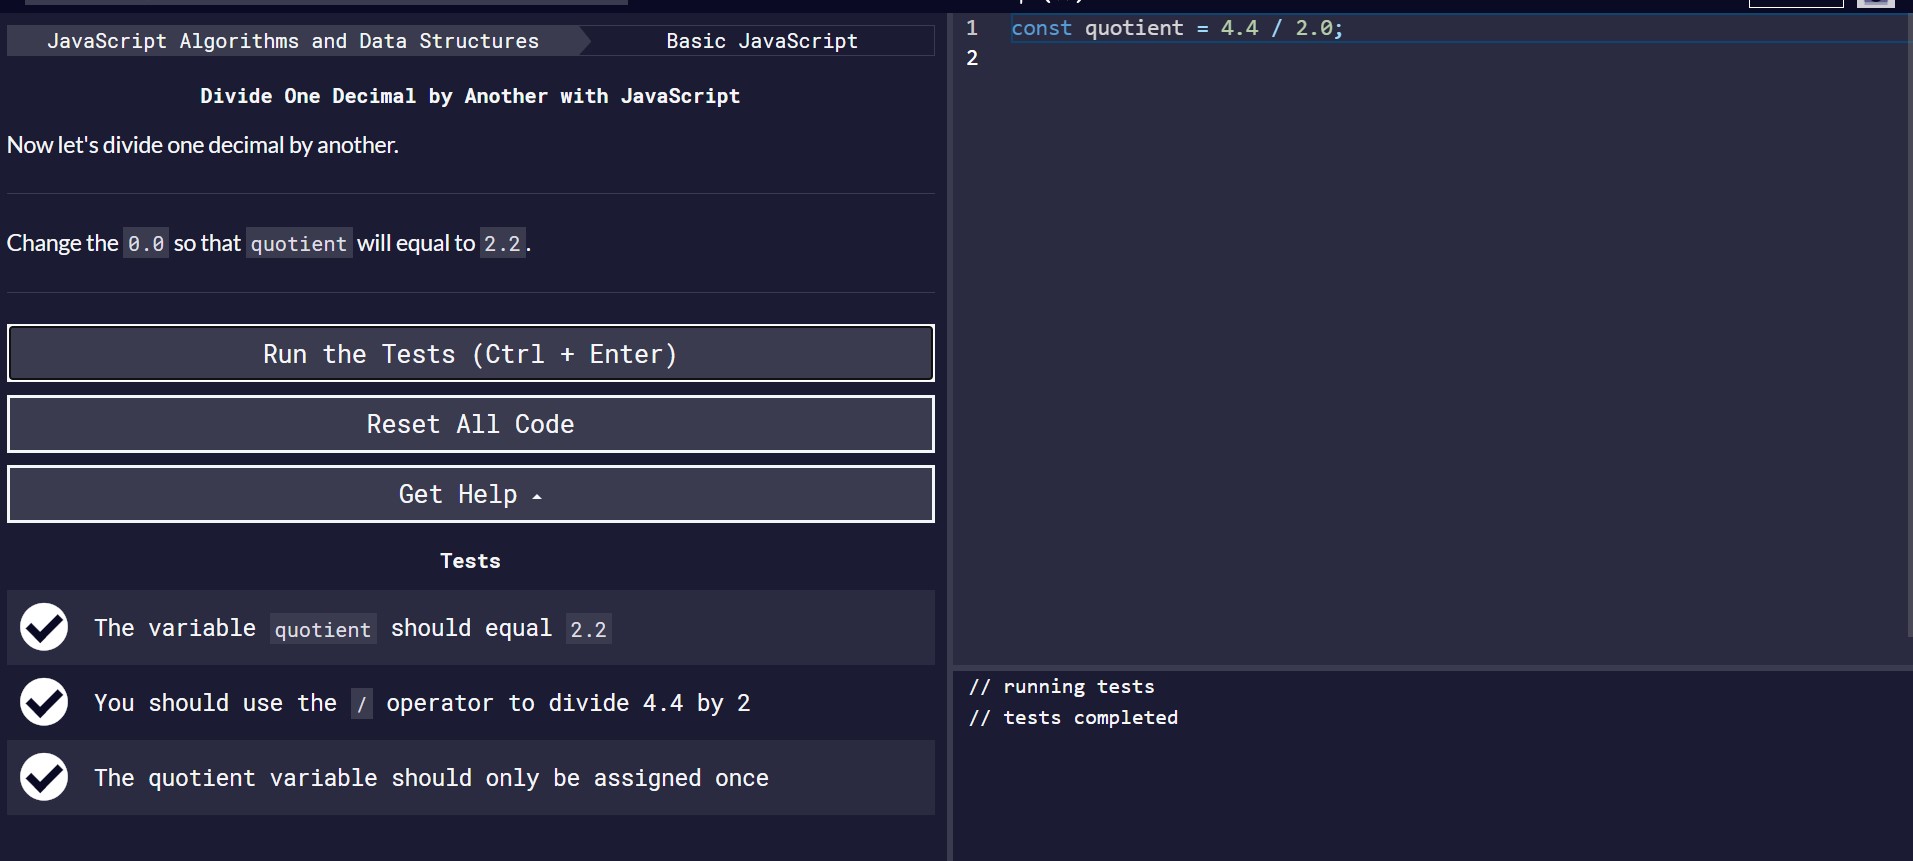 JavaScript Algorithms and Data Structures
Basic JavaScript
Divide One Decimal by Another with JavaScript
Now let's divide one decimal by another.
Change the 0.0 so that quotient will equal to 2.2.
Run the Tests (Ctrl + Enter)
Reset All Code
Get Help
Tests
The variable quotient should equal 2.2
You should use the / operator to divide 4.4 by 2
The quotient variable should only be assigned once
1 const quotient = 4.4 / 2.0;
2
// running tests
// tests completed